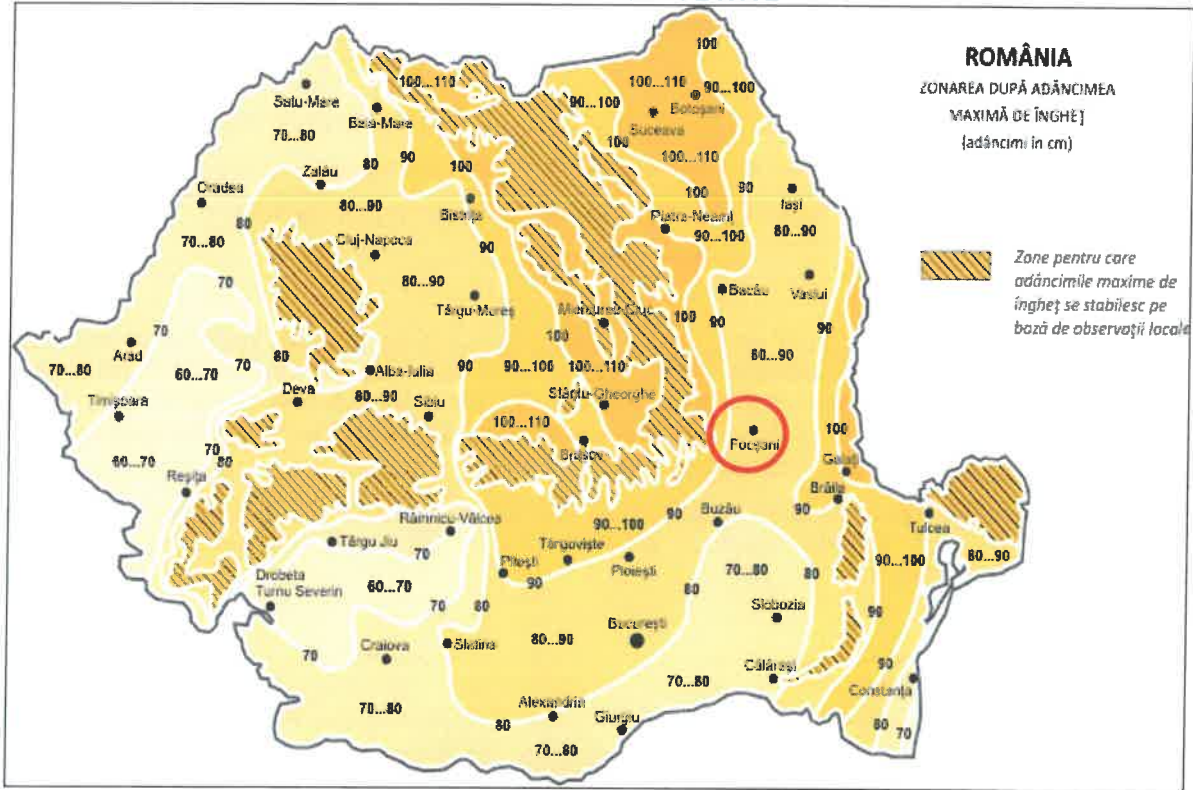 ROMÂNIA
ZONAREA DUPĂ ADÂNCIMEA
MAXIMĂ DE ÎNGHEȚ
(adâncimi în cm)
Zone pentru care
adâncimile maxime de
îngheț se stabilesc pe
bază de observații locale
100
100...110
100...110
90...100
90...100
Satu-Mare
Baia-Mare
Botoșani
Suceava
70...80
80
90
100
100
100...110
Zalău
Oradea
80...90
Bistrița
100
90
Iași
80
70...80
Cluj-Napoca
90
Piatra-Neamț
90...100
80...90
70
80...90
Târgu-Mureș
Bacău
Vaslui
70
Miercurea-Ciuc
100
90
90
Arad
70
80
100
70...80
60...70
Alba-Iulia
90
90...100
100...110
80...90
Timișoara
Deva
80...90
Sibiu
Sfântu-Gheorghe
100...110
Focșani
100
60...70
70
80
Brașov
Galați
Reșița
Brăila
Râmnicu-Vâlcea
90...100
90
Buzău
90
Tulcea
Târgu Jiu
70
Târgoviște
Pitești
Ploiești
90
70...80
80
90...100
80...90
Drobeta
Turnu Severin
60...70
70
80
80
Slobozia
90
Craiova
Slatina
80...90
București
70
Călărași
90
Constanța
70...80
70...80
Alexandria
80
Giurgiu
70...80
80
70